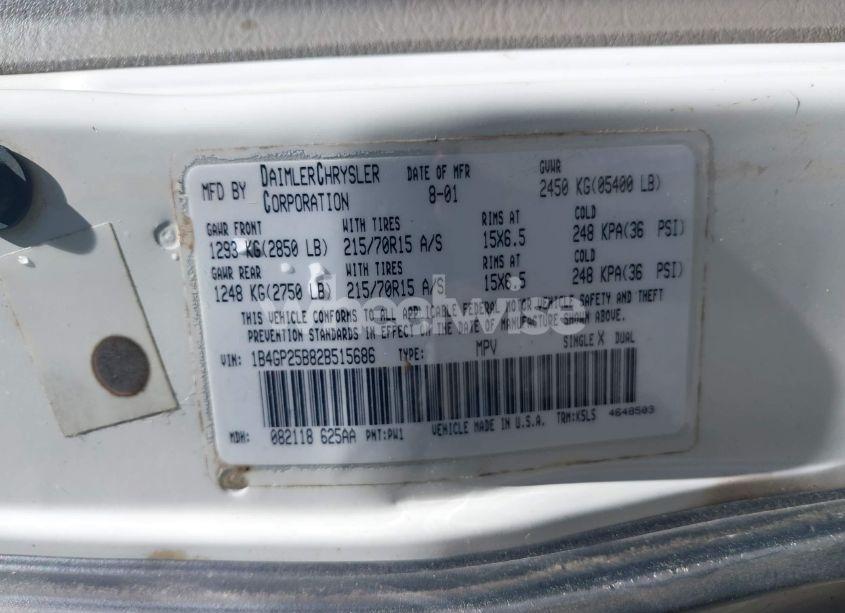 MFD BY DAIMLERCHRYSLER CORPORATION DATE OF MFR 8-01 GVWR 2450 KG(05400 LB)
GAWR FRONT WITH TIRES RIMS AT COLD
1293 KG(2850 LB) 215/70R15 A/S 15X6.5 248 KPA(36 PSI)
GAWR REAR WITH TIRES RIMS AT COLD
1248 KG(2750 LB) 215/70R15 A/S 15X6.5 248 KPA(36 PSI)
THIS VEHICLE CONFORMS TO ALL APPLICABLE FEDERAL MOTOR VEHICLE SAFETY AND THEFT
PREVENTION STANDARDS IN EFFECT ON THE DATE OF MANUFACTURE SHOWN ABOVE.
VIN: 1B4GP25B82B515686 TYPE: MPV SINGLE X DUAL
MDH: 082118 625AA PNT:PW1 VEHICLE MADE IN U.S.A. TRM:K5LS 4648503